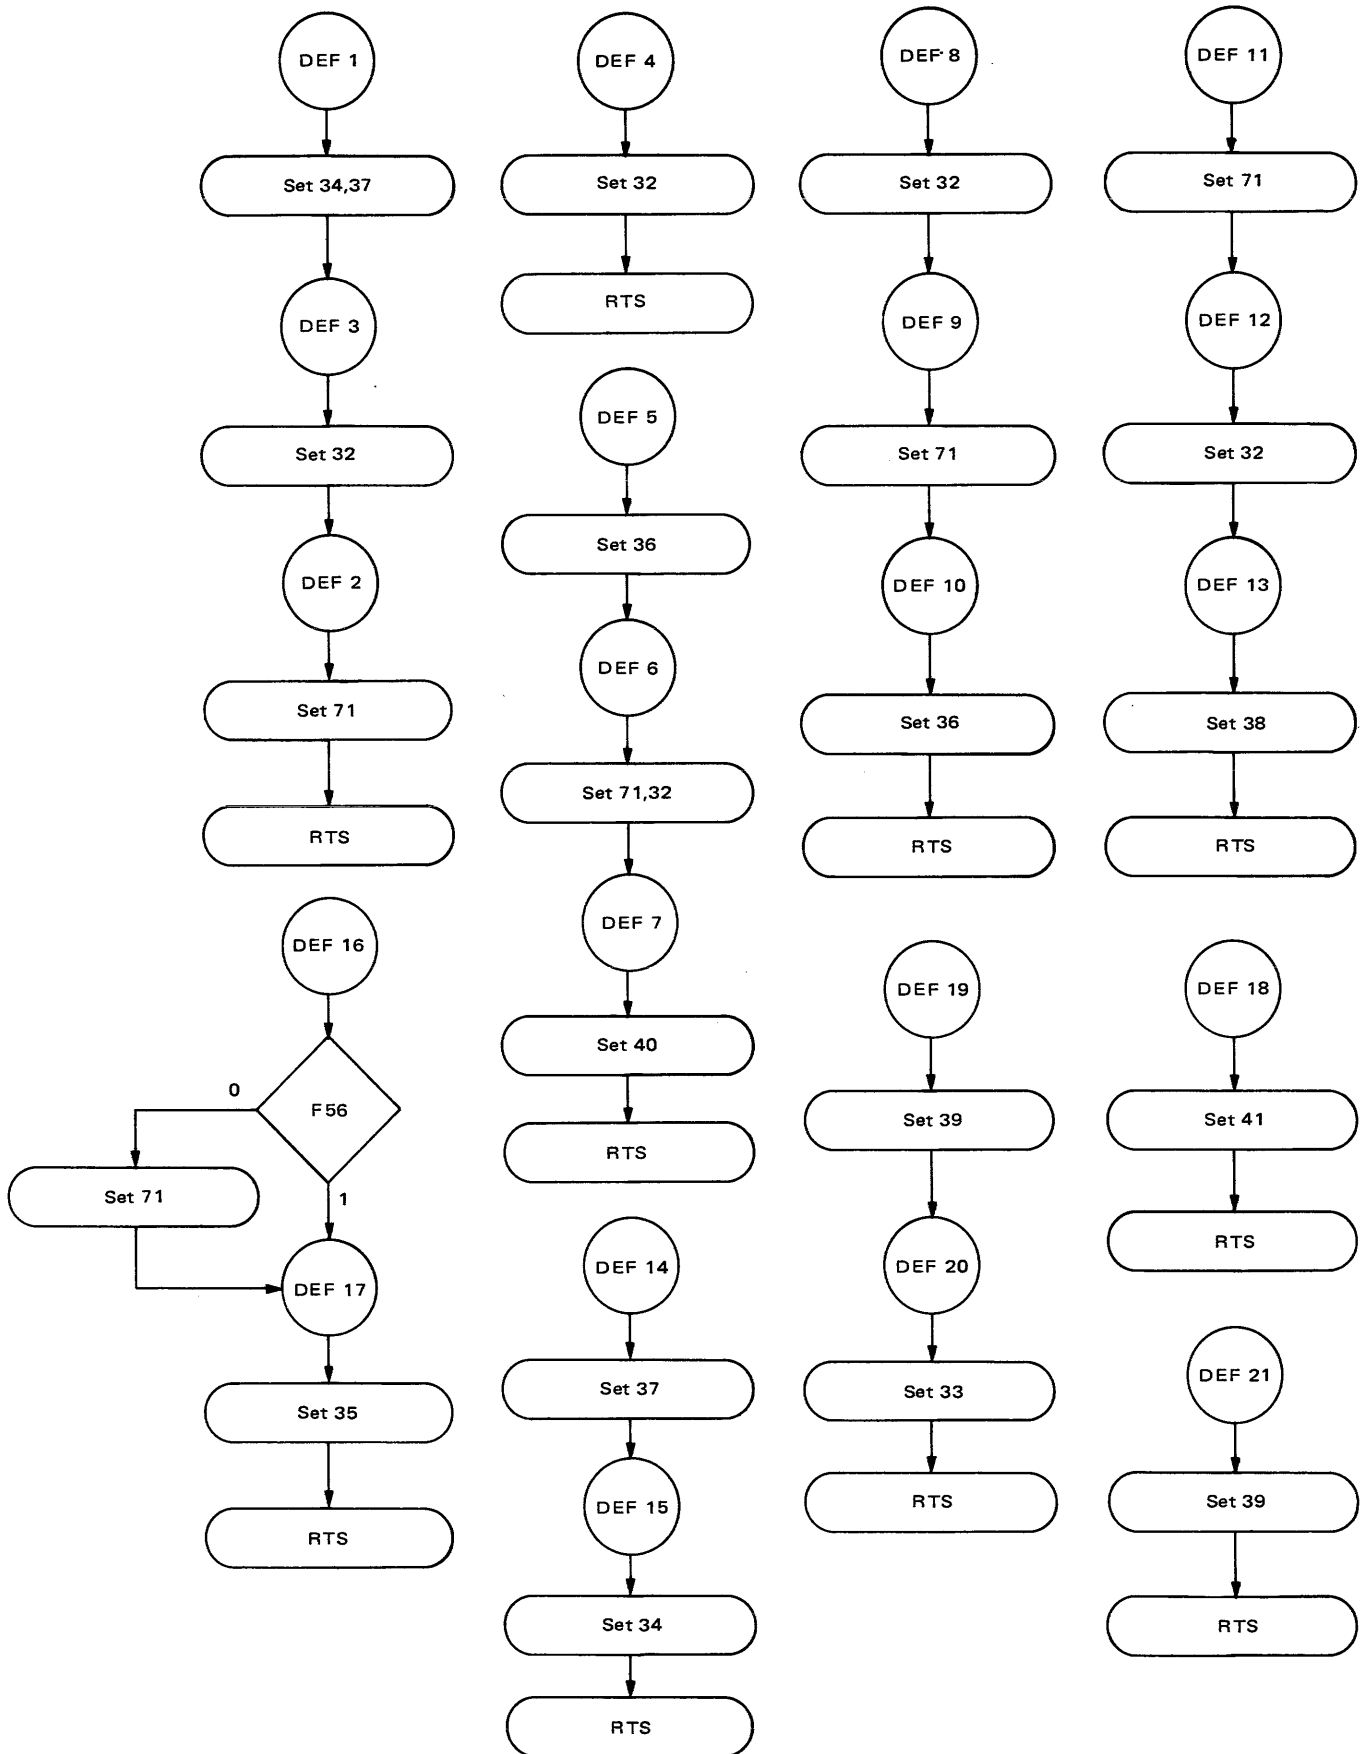 DEF 1
Set 34,37
DEF 3
Set 32
DEF 2
Set 71
RTS
DEF 16
F56
0
1
Set 71
DEF 17
Set 35
RTS
DEF 4
Set 32
RTS
DEF 5
Set 36
DEF 6
Set 71,32
DEF 7
Set 40
RTS
DEF 14
Set 37
DEF 15
Set 34
RTS
DEF 8
Set 32
DEF 9
Set 71
DEF 10
Set 36
RTS
DEF 19
Set 39
DEF 20
Set 33
RTS
DEF 11
Set 71
DEF 12
Set 32
DEF 13
Set 38
RTS
DEF 18
Set 41
RTS
DEF 21
Set 39
RTS